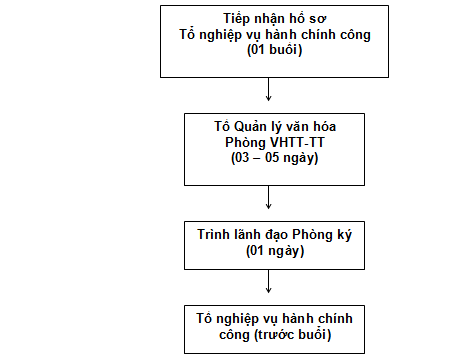 Tiếp nhận hồ sơ
Tổ nghiệp vụ hành chính công
(01 buổi)
Tổ Quản lý văn hóa
Phòng VHTT-TT
(03 – 05 ngày)
Trình lãnh đạo Phòng ký
(01 ngày)
Tổ nghiệp vụ hành chính
công (trước buổi)